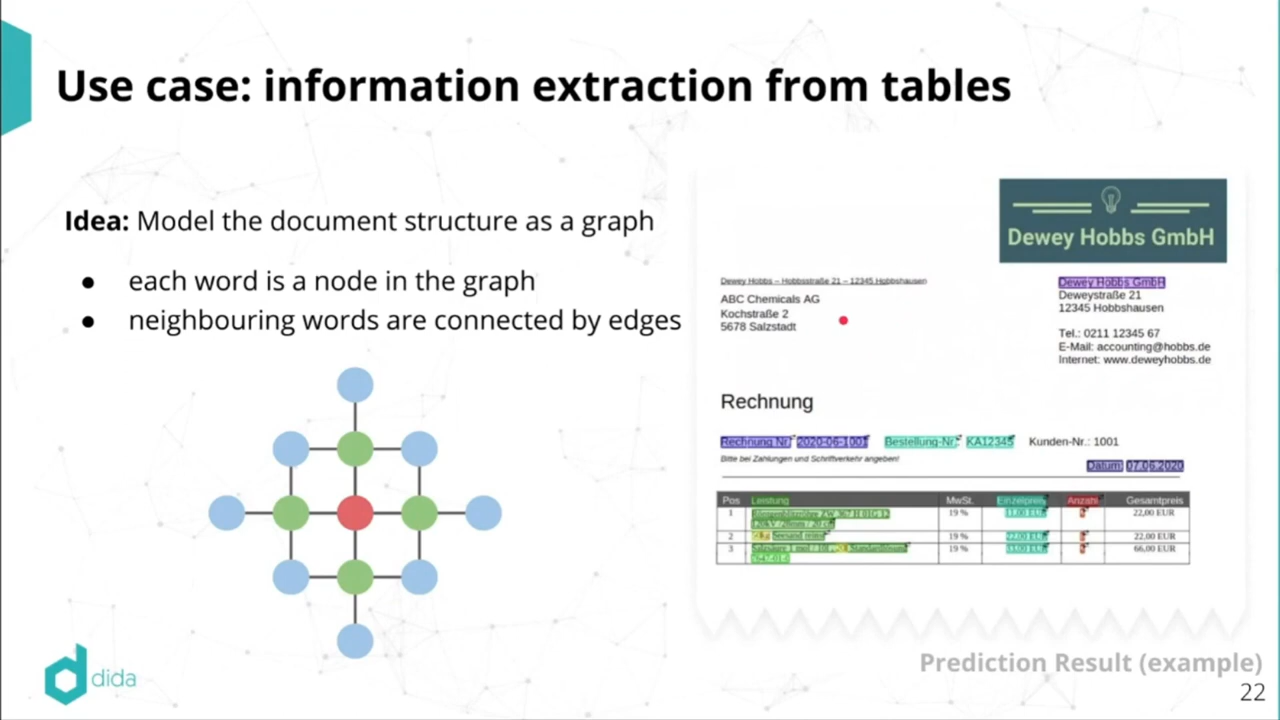 Use case: information extraction from tables
Idea: Model the document structure as a graph
● each word is a node in the graph
● neighbouring words are connected by edges
Dewey Hobbs GmbH
Dewey Hobbs – Hobbsstraße 21 – 12345 Hobbshausen
ABC Chemicals AG
Kochstraße 2
5678 Salzstadt
Dewey Hobbs GmbH
Deweystraße 21
12345 Hobbshausen
Tel.: 0211 12345 67
E-Mail: accounting@hobbs.de
Internet: www.deweyhobbs.de
Rechnung
Rechnung Nr. 2020-06-1001 Bestellung-Nr. KA12345 Kunden-Nr.: 1001
Bitte bei Zahlungen und Schriftverkehr angeben!
Datum 07.06.2020
Pos Leistung MwSt. Einzelpreis Anzahl Gesamtpreis
1 19 % 22,00 EUR
2 19 % 22,00 EUR
3 19 % 66,00 EUR
Prediction Result (example)
dida
22